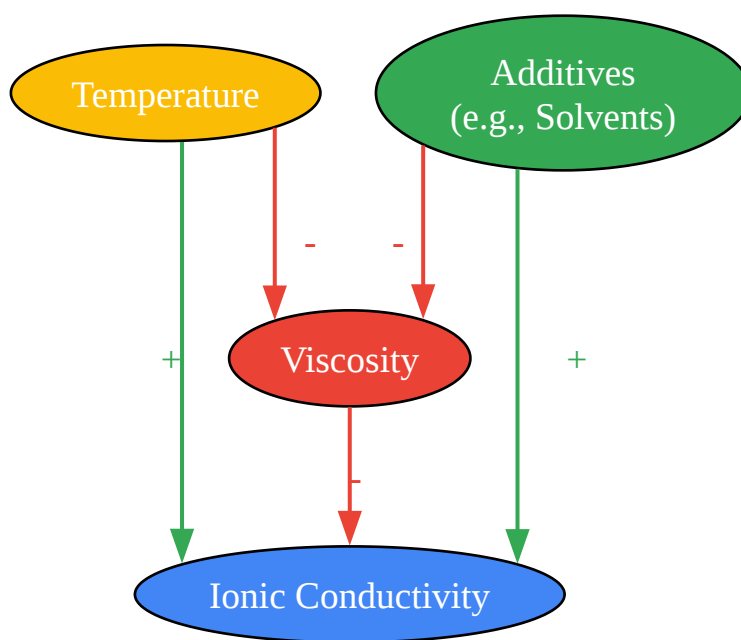 Temperature
Additives
(e.g., Solvents)
-
-
Viscosity
+
+
-
Ionic Conductivity